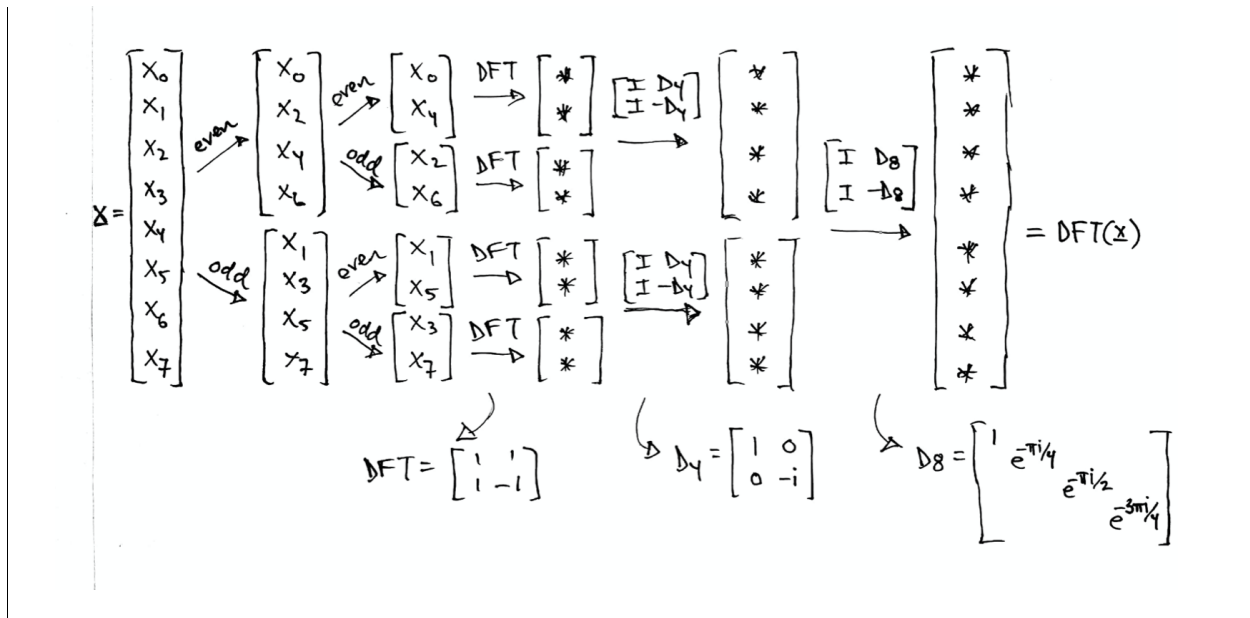 X = [X₀ X₁ X₂ X₃ X₄ X₅ X₆ X₇]
even
odd
[X₀ X₂ X₄ X₆]
[X₁ X₃ X₅ X₇]
even
odd
even
odd
[X₀ X₄]
[X₂ X₆]
[X₁ X₅]
[X₃ X₇]
DFT
DFT
DFT
DFT
[* *]
[* *]
[* *]
[* *]
[I D₄
I -D₄]
[I D₄
I -D₄]
[* * * *]
[* * * *]
[I D₈
I -D₈]
[* * * * * * * *]
= DFT(x)
DFT = [1 1
1 -1]
D₄ = [1 0
0 -i]
D8 = [1
e^-πi/4
e^-πi/2
e^-3πi/4]